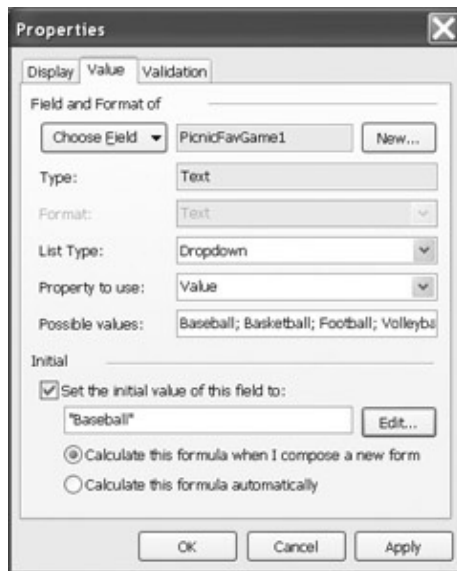 Properties
Display Value Validation
Field and Format of
Choose Field PicnicFavGame1 New...
Type: Text
Format: Text
List Type: Dropdown
Property to use: Value
Possible values: Baseball; Basketball; Football; Volleyba
Initial
Set the initial value of this field to:
"Baseball" Edit...
Calculate this formula when I compose a new form
Calculate this formula automatically
OK Cancel Apply